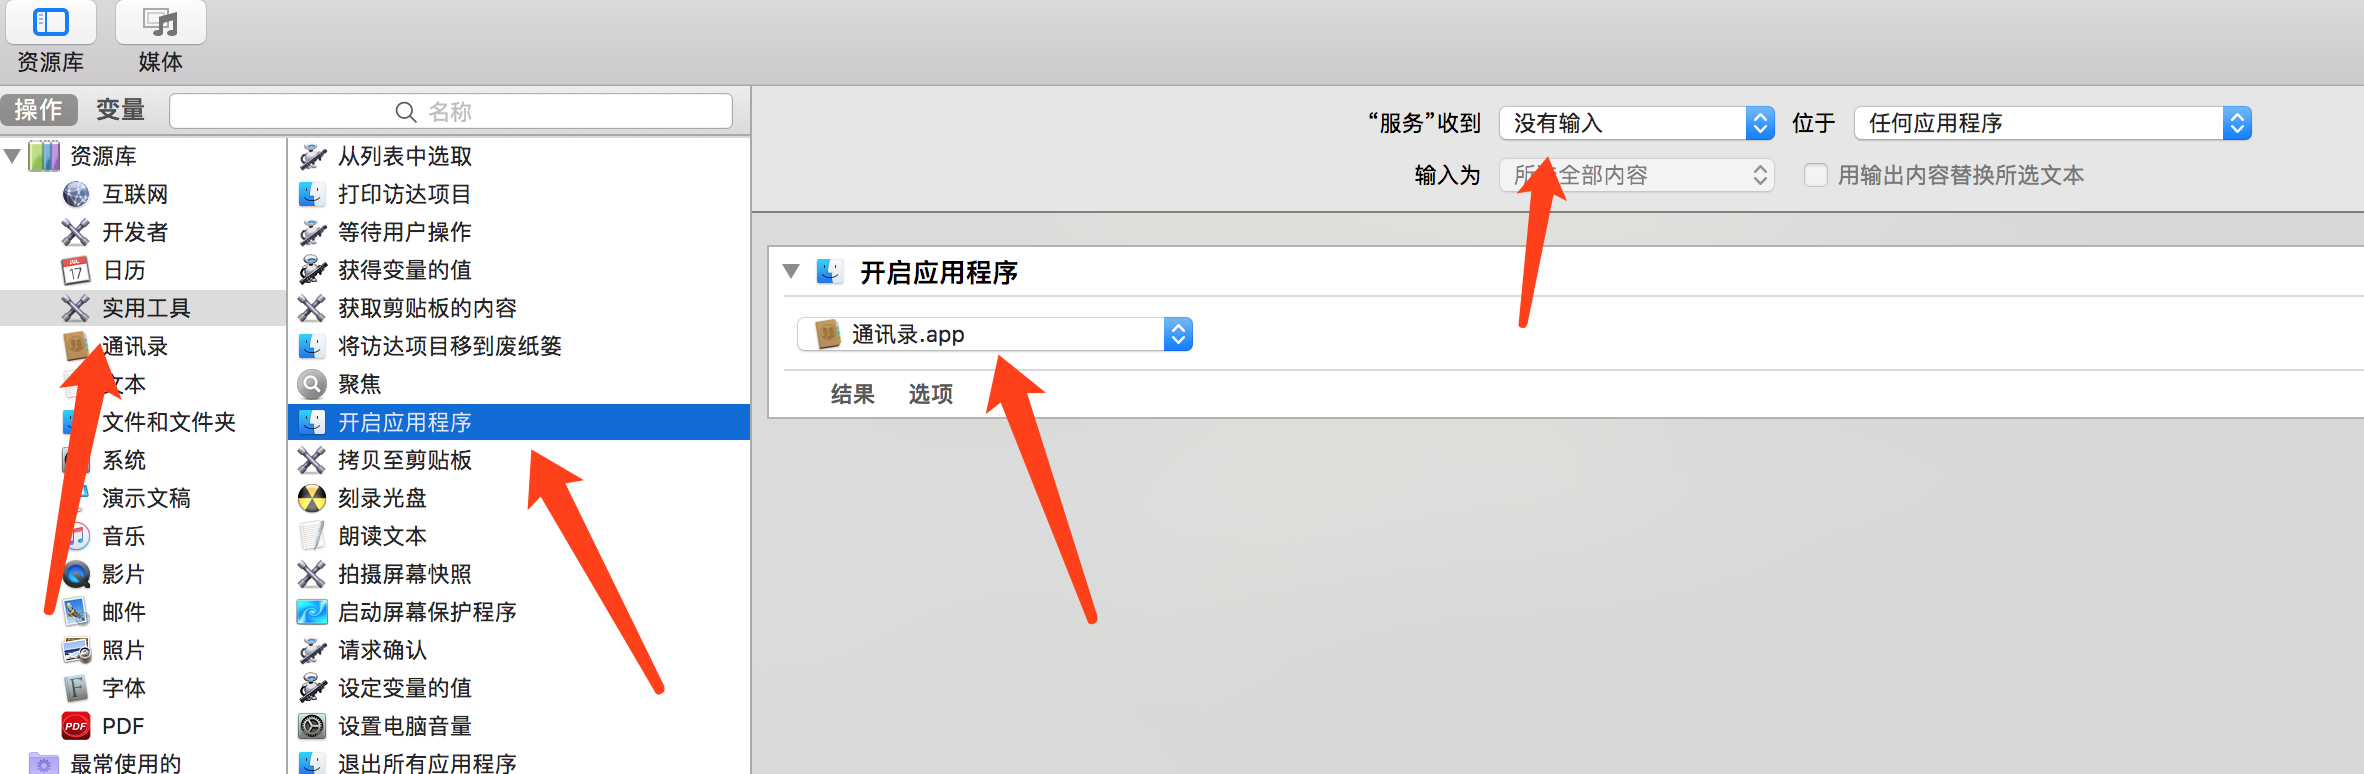 资源库
媒体
操作
变量
名称
资源库
互联网
开发者
日历
实用工具
通讯录
文本
文件和文件夹
系统
演示文稿
音乐
影片
邮件
照片
字体
PDF
最常使用的
从列表中选取
打印访达项目
等待用户操作
获得变量的值
获取剪贴板的内容
将访达项目移到废纸篓
聚焦
开启应用程序
拷贝至剪贴板
刻录光盘
朗读文本
拍摄屏幕快照
启动屏幕保护程序
请求确认
设定变量的值
设置电脑音量
退出所有应用程序
“服务”收到 没有输入 位于 任何应用程序
输入为 所 全部内容 用输出内容替换所选文本
开启应用程序
通讯录.app
结果 选项